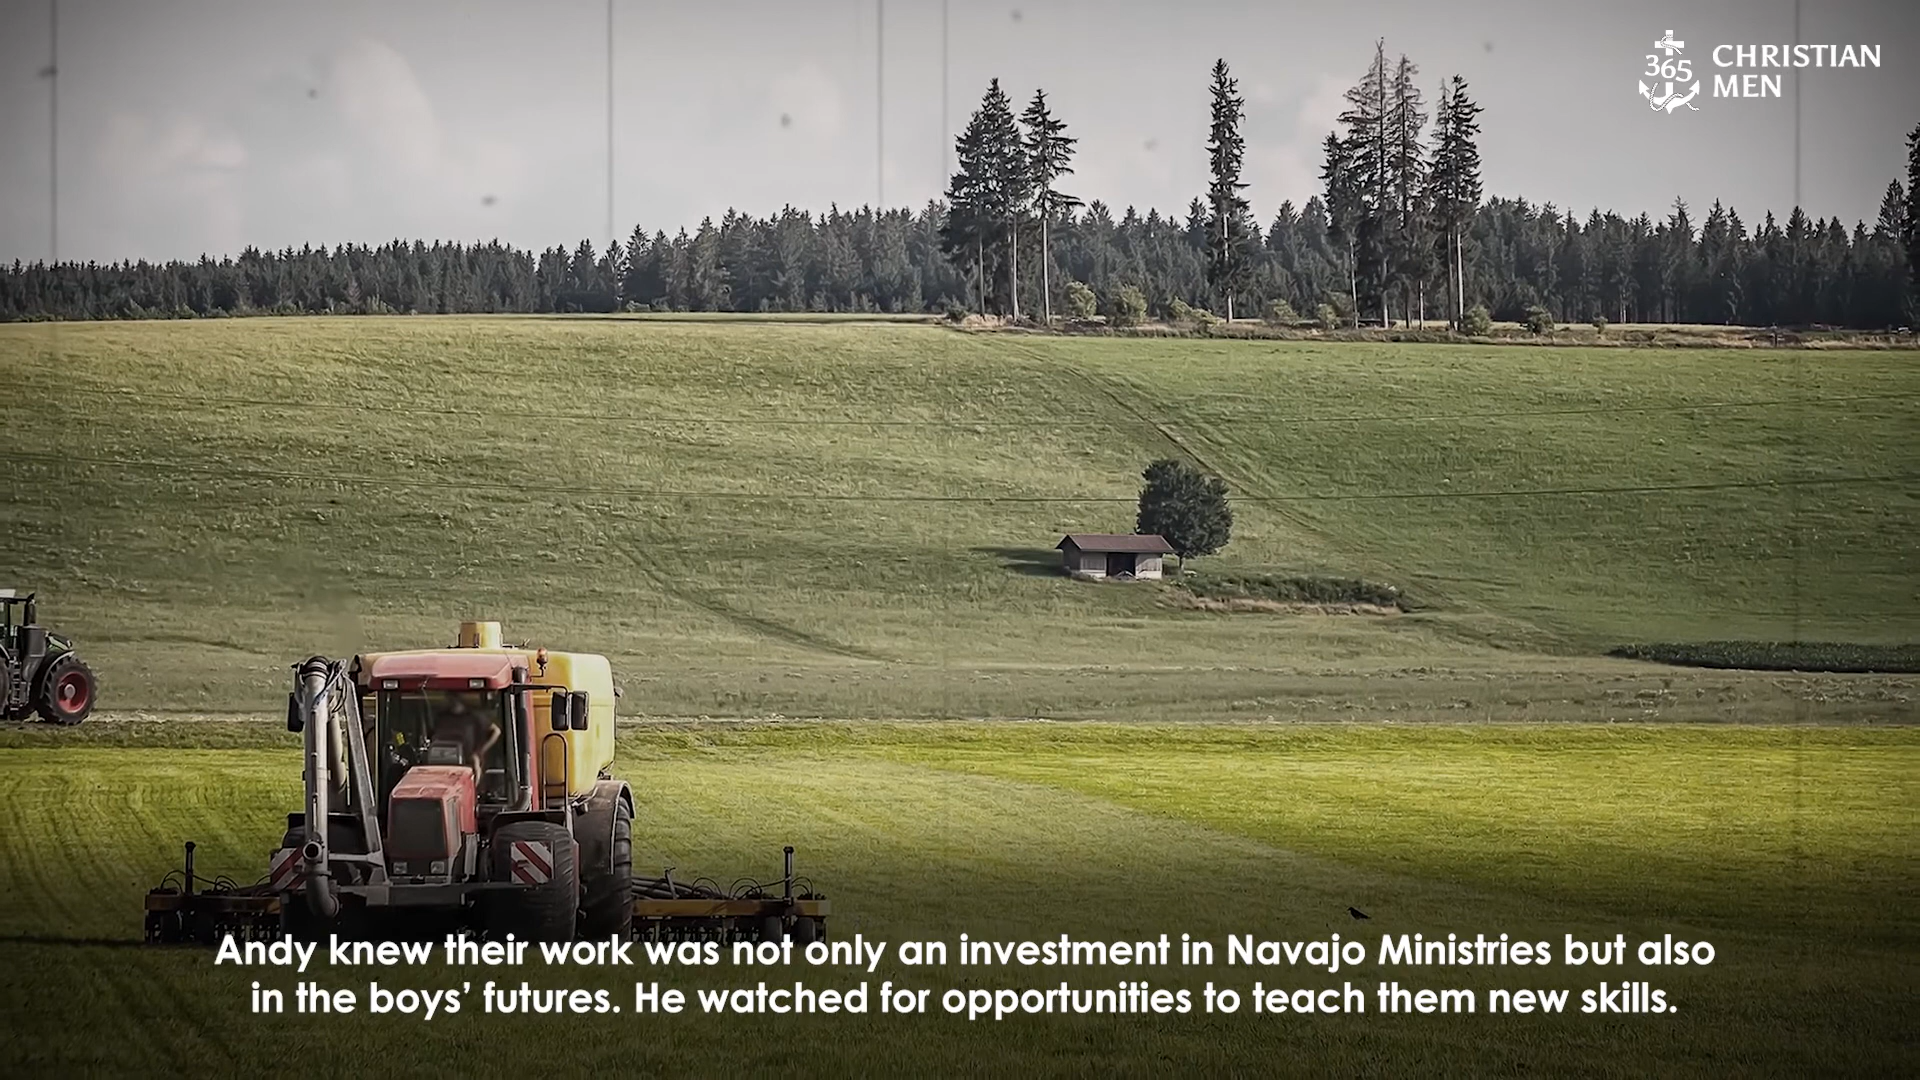 365
CHRISTIAN
MEN
Andy knew their work was not only an investment in Navajo Ministries but also
in the boys’ futures. He watched for opportunities to teach them new skills.